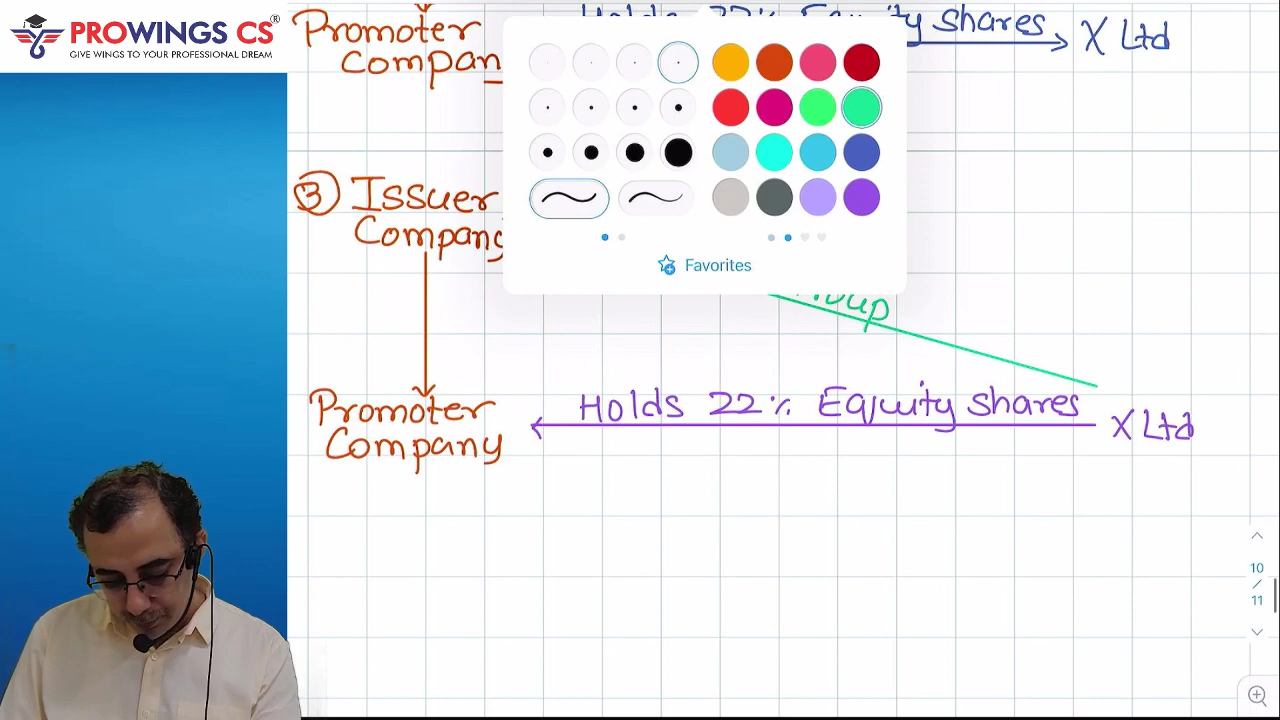 PROWINGS CS®
GIVE WINGS TO YOUR PROFESSIONAL DREAM
Promoter
Compan
Holds Equity Shares
X Ltd
3 Issuer
Company
Favorites
Promoter
Company
Holds 22% Equity Shares
X Ltd
10
/
11